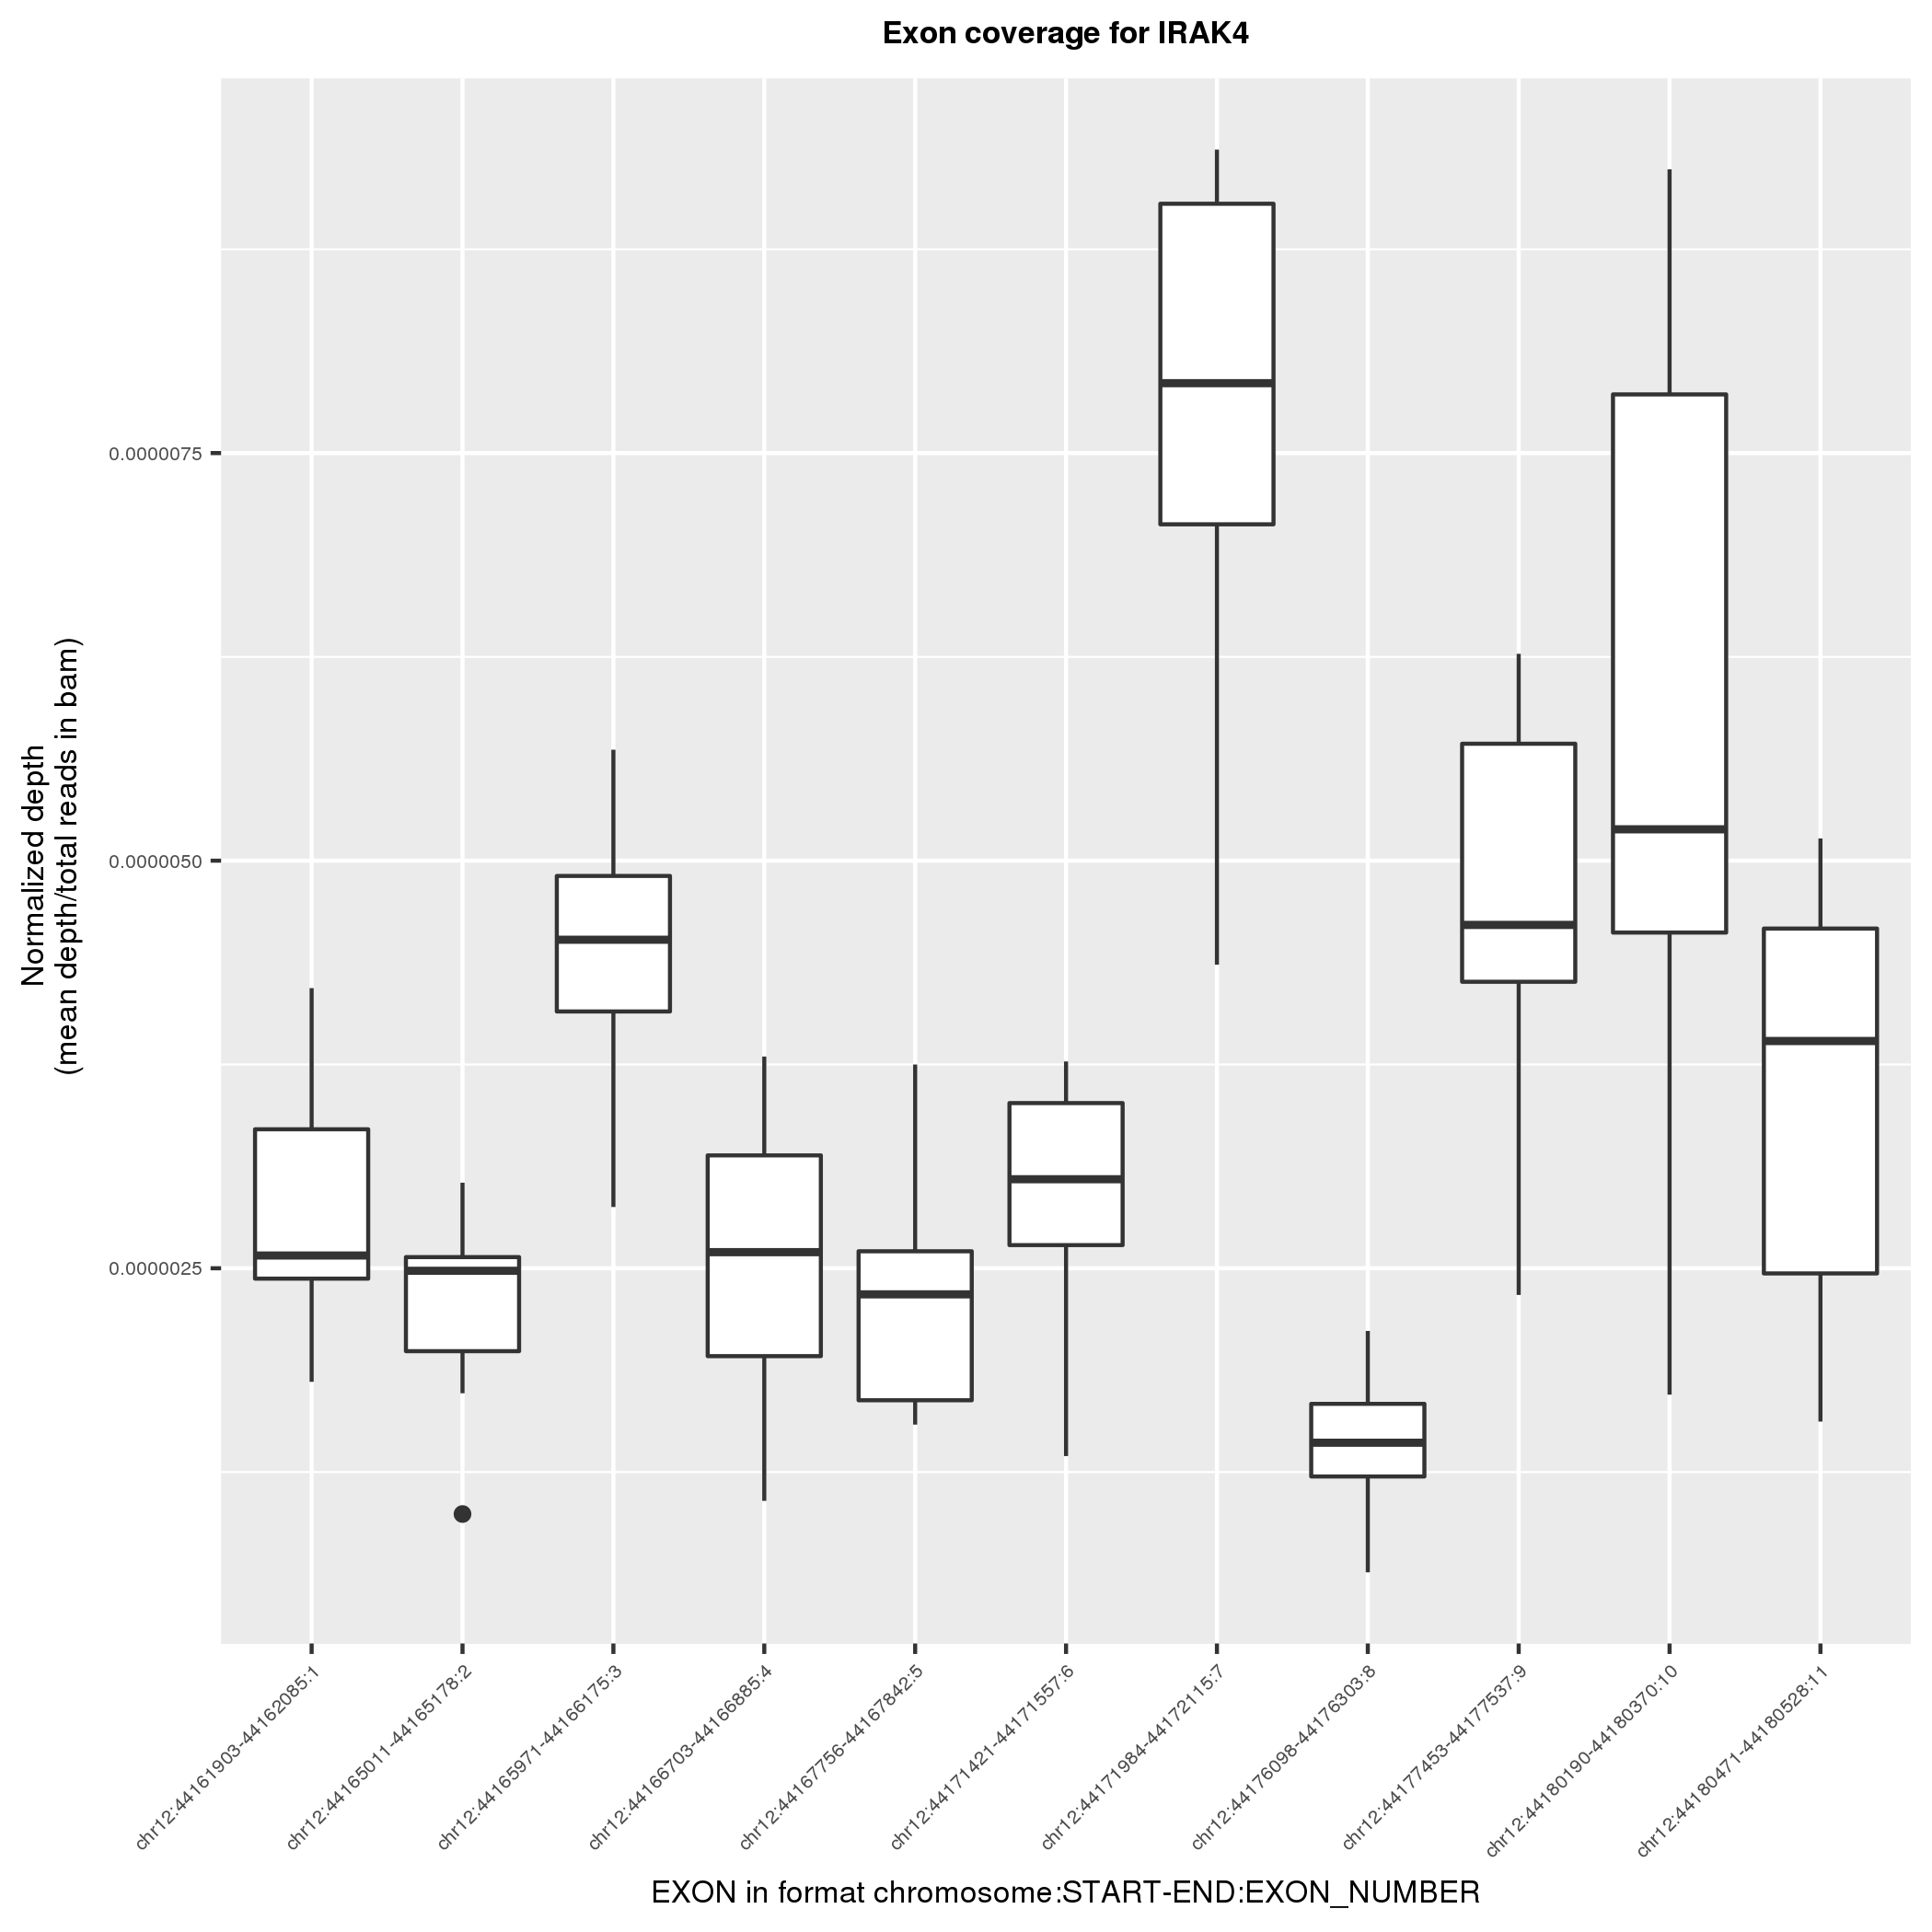 Exon coverage for IRAK4
Normalized depth
(mean depth/total reads in bam)
0.0000075
0.0000050
0.0000025
chr12:44161903-44162085:1
chr12:44165011-44165178:2
chr12:44165971-44166175:3
chr12:44166703-44166885:4
chr12:44167756-44167842:5
chr12:44171421-44171557:6
chr12:44171984-44172115:7
chr12:44176098-44176303:8
chr12:44177453-44177537:9
chr12:44180190-44180370:10
chr12:44180471-44180528:11
EXON in format chromosome:START-END:EXON_NUMBER